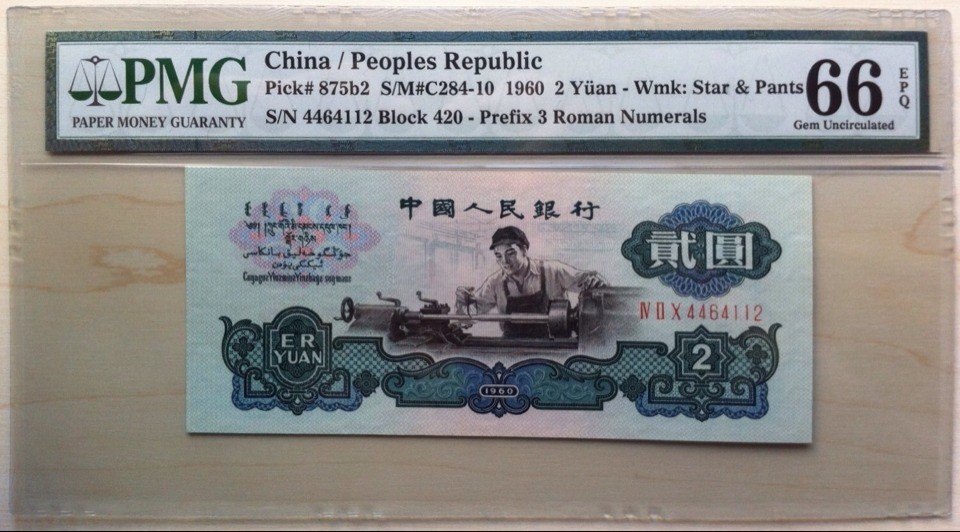 PMG
PAPER MONEY GUARANTY
China / Peoples Republic
Pick# 875b2 S/M#C284-10 1960 2 Yüan - Wmk: Star & Pants
S/N 4464112 Block 420 - Prefix 3 Roman Numerals
66
EPQ
Gem Uncirculated
中國人民銀行
貳圓
ⅣⅡⅩ4464112
ER
YUAN
2
1960